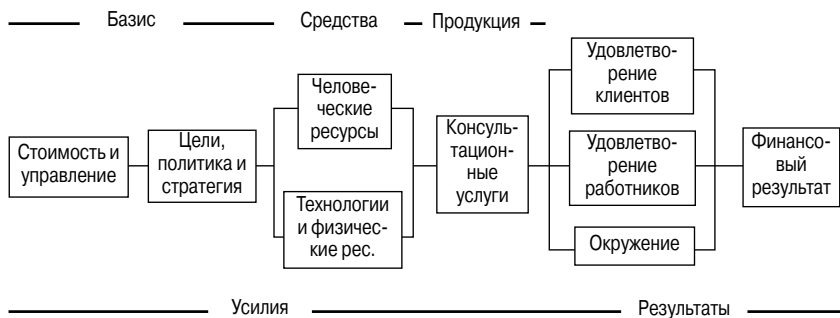 Базис
Средства
Продукция
Стоимость и
управление
Цели,
политика и
стратегия
Челове-
ческие
ресурсы
Технологии
и физичес-
кие рес.
Консуль-
тацион-
ные
услуги
Удовлетво-
рение
клиентов
Удовлетво-
рение
работников
Окружение
Финансо-
вый
результат
Усилия
Результаты